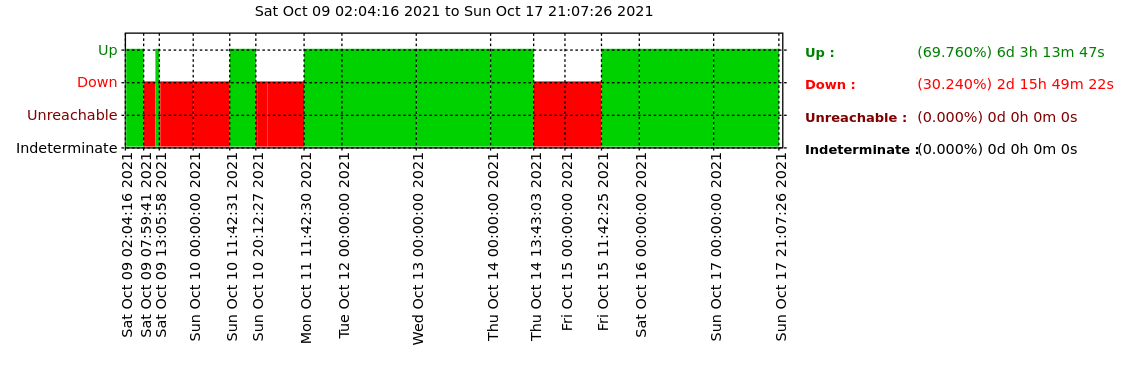 Sat Oct 09 02:04:16 2021 to Sun Oct 17 21:07:26 2021
Up
Down
Unreachable
Indeterminate
Up : (69.760%) 6d 3h 13m 47s
Down : (30.240%) 2d 15h 49m 22s
Unreachable : (0.000%) 0d 0h 0m 0s
Indeterminate : (0.000%) 0d 0h 0m 0s
Sat Oct 09 02:04:16 2021
Sat Oct 09 07:59:41 2021
Sat Oct 09 13:05:58 2021
Sun Oct 10 00:00:00 2021
Sun Oct 10 11:42:31 2021
Sun Oct 10 20:12:27 2021
Mon Oct 11 11:42:30 2021
Tue Oct 12 00:00:00 2021
Wed Oct 13 00:00:00 2021
Thu Oct 14 00:00:00 2021
Thu Oct 14 13:43:03 2021
Fri Oct 15 00:00:00 2021
Fri Oct 15 11:42:25 2021
Sat Oct 16 00:00:00 2021
Sun Oct 17 00:00:00 2021
Sun Oct 17 21:07:26 2021